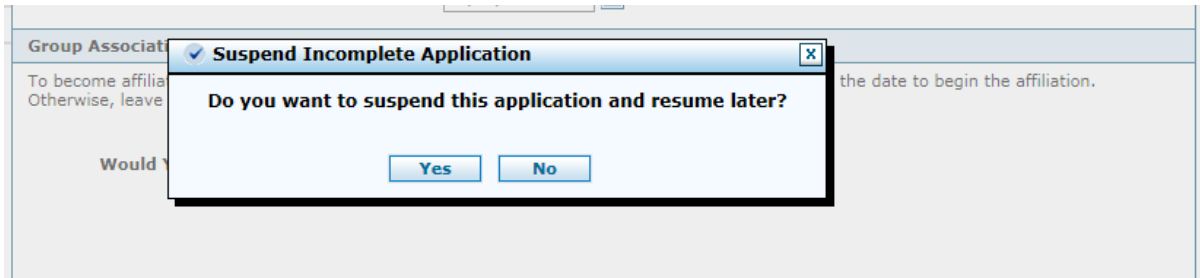 Group Associati
Suspend Incomplete Application
X
To become affilia
the date to begin the affiliation.
Otherwise, leave
Do you want to suspend this application and resume later?
Would
Yes
No